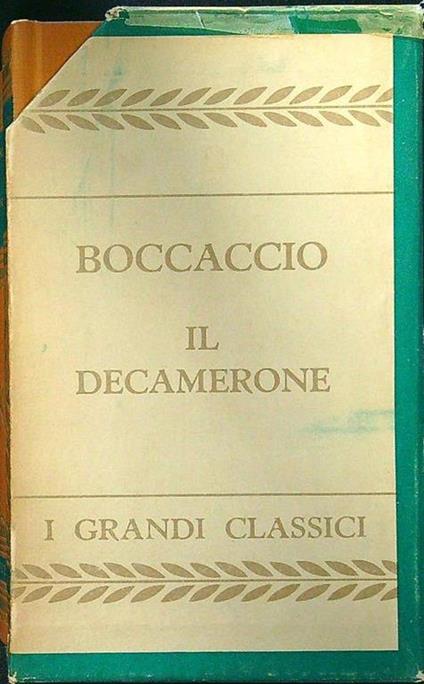 BOCCACCIO
IL
DECAMERONE
I GRANDI CLASSICI